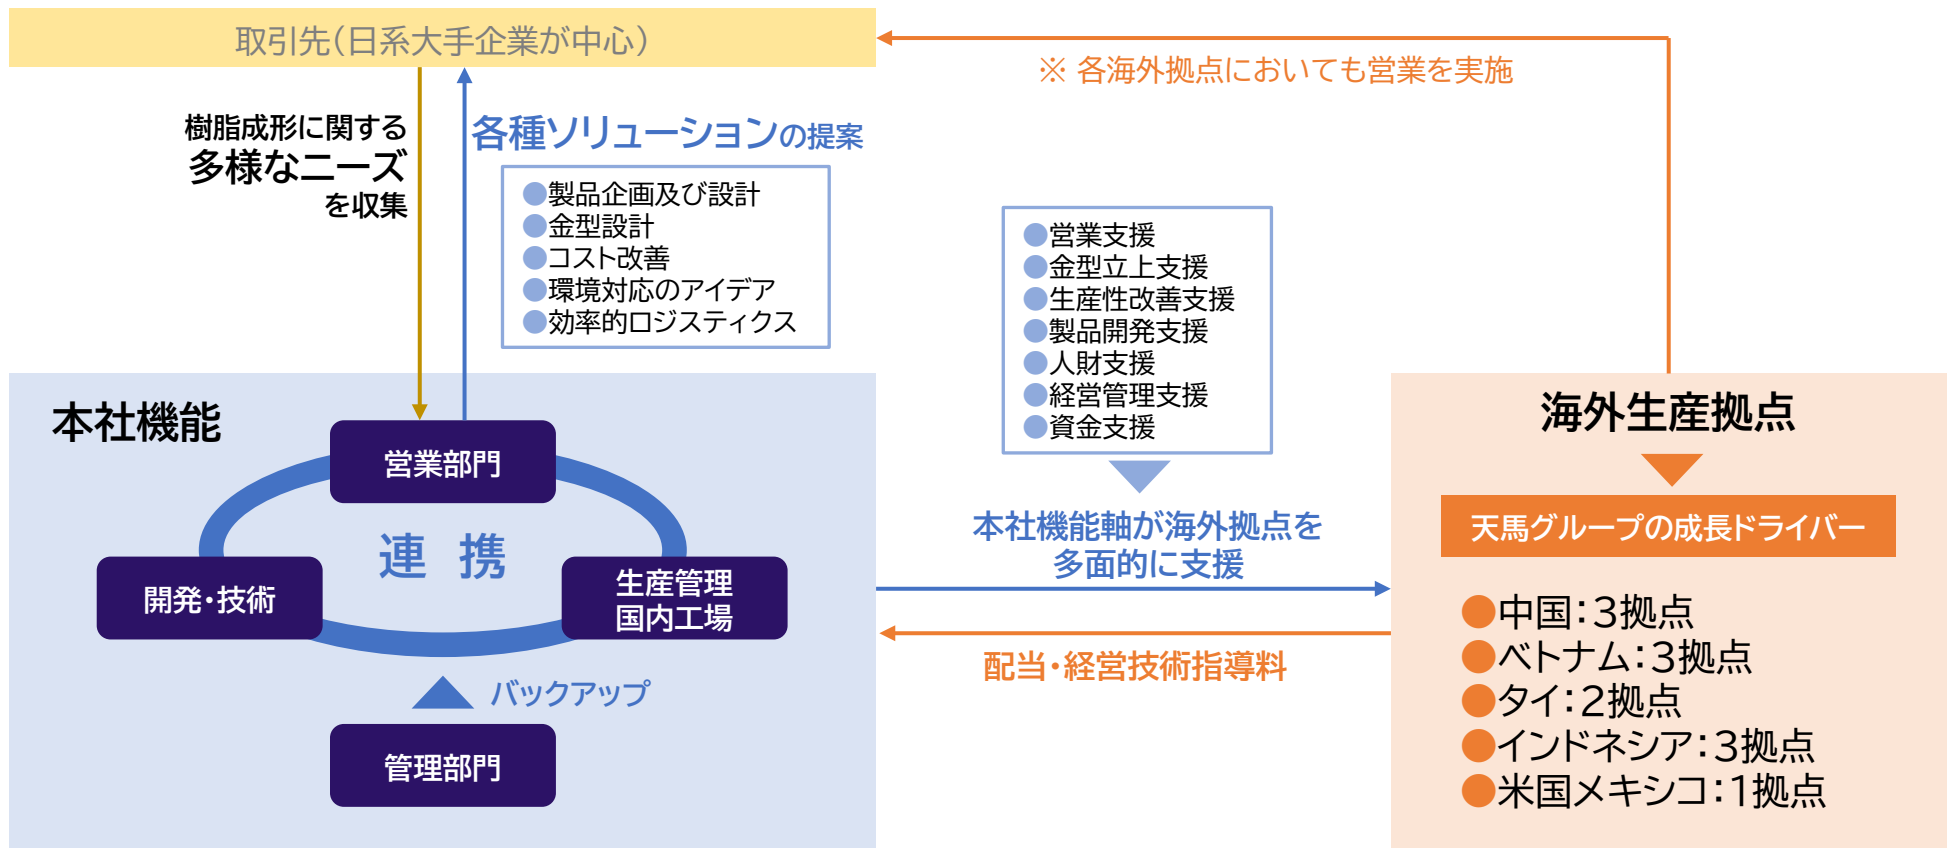 取引先（日系大手企業が中心）
※ 各海外拠点においても営業を実施
樹脂成形に関する
多様なニーズ
を収集
各種ソリューションの提案
●製品企画及び設計
●金型設計
●コスト改善
●環境対応のアイデア
●効率的ロジスティクス
●営業支援
●金型立上支援
●生産性改善支援
●製品開発支援
●人財支援
●経営管理支援
●資金支援
本社機能軸が海外拠点を
多面的に支援
配当・経営技術指導料
本社機能
営業部門
連 携
開発・技術
生産管理
国内工場
バックアップ
管理部門
海外生産拠点
天馬グループの成長ドライバー
●中国：3拠点
●ベトナム：3拠点
●タイ：2拠点
●インドネシア：3拠点
●米国メキシコ：1拠点